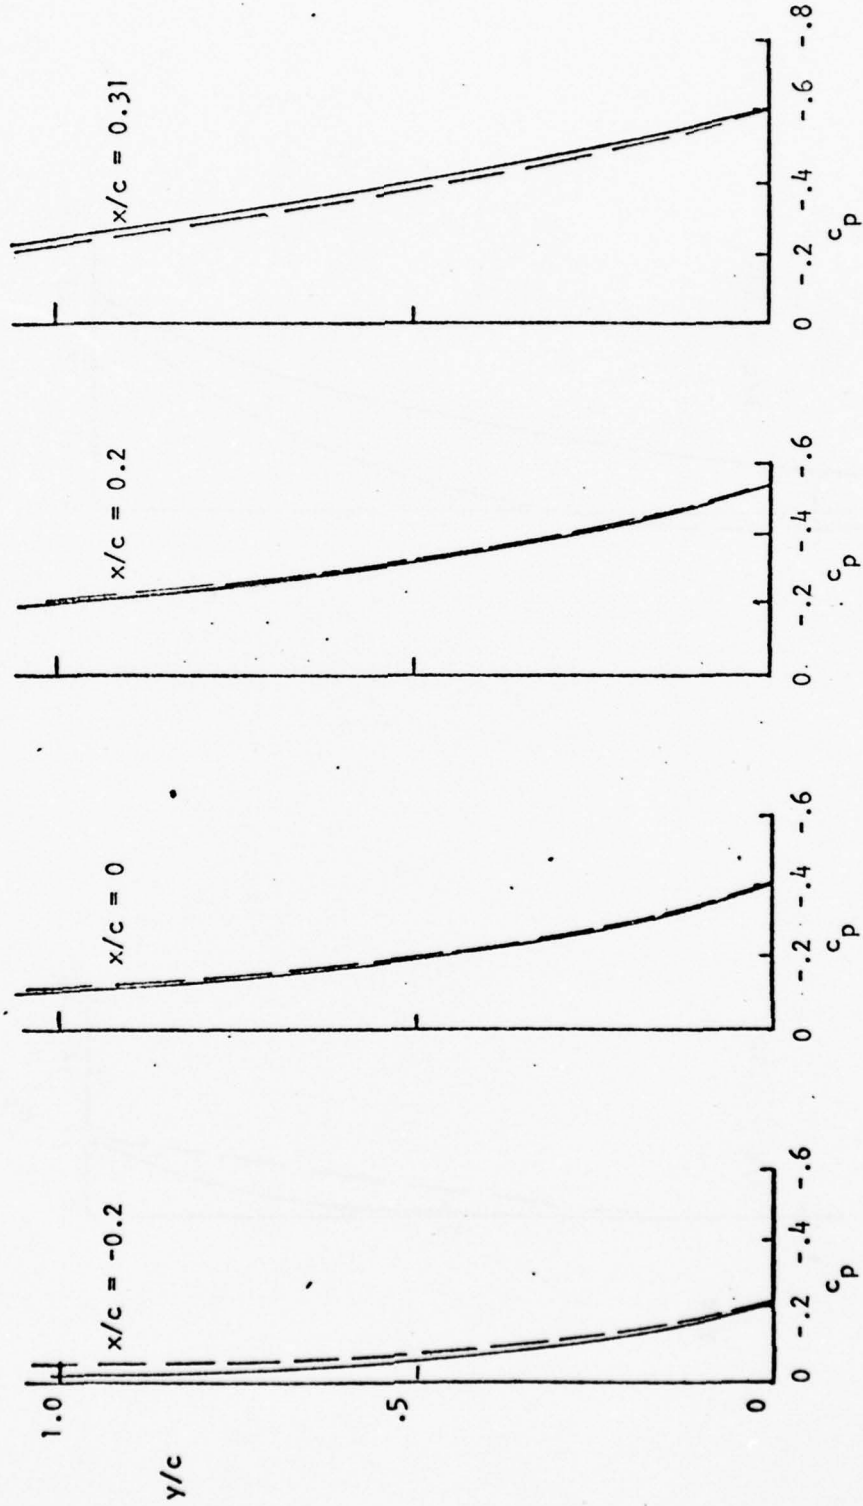 x/c = -0.2
x/c = 0
x/c = 0.2
x/c = 0.31
1.0
.5
0
y/c
0 -.2 -.4 -.6
c_p
0 -.2 -.4 -.6
c_p
0. -.2 -.4 -.6
c_p
0 -.2 -.4 -.6 -.8
c_p